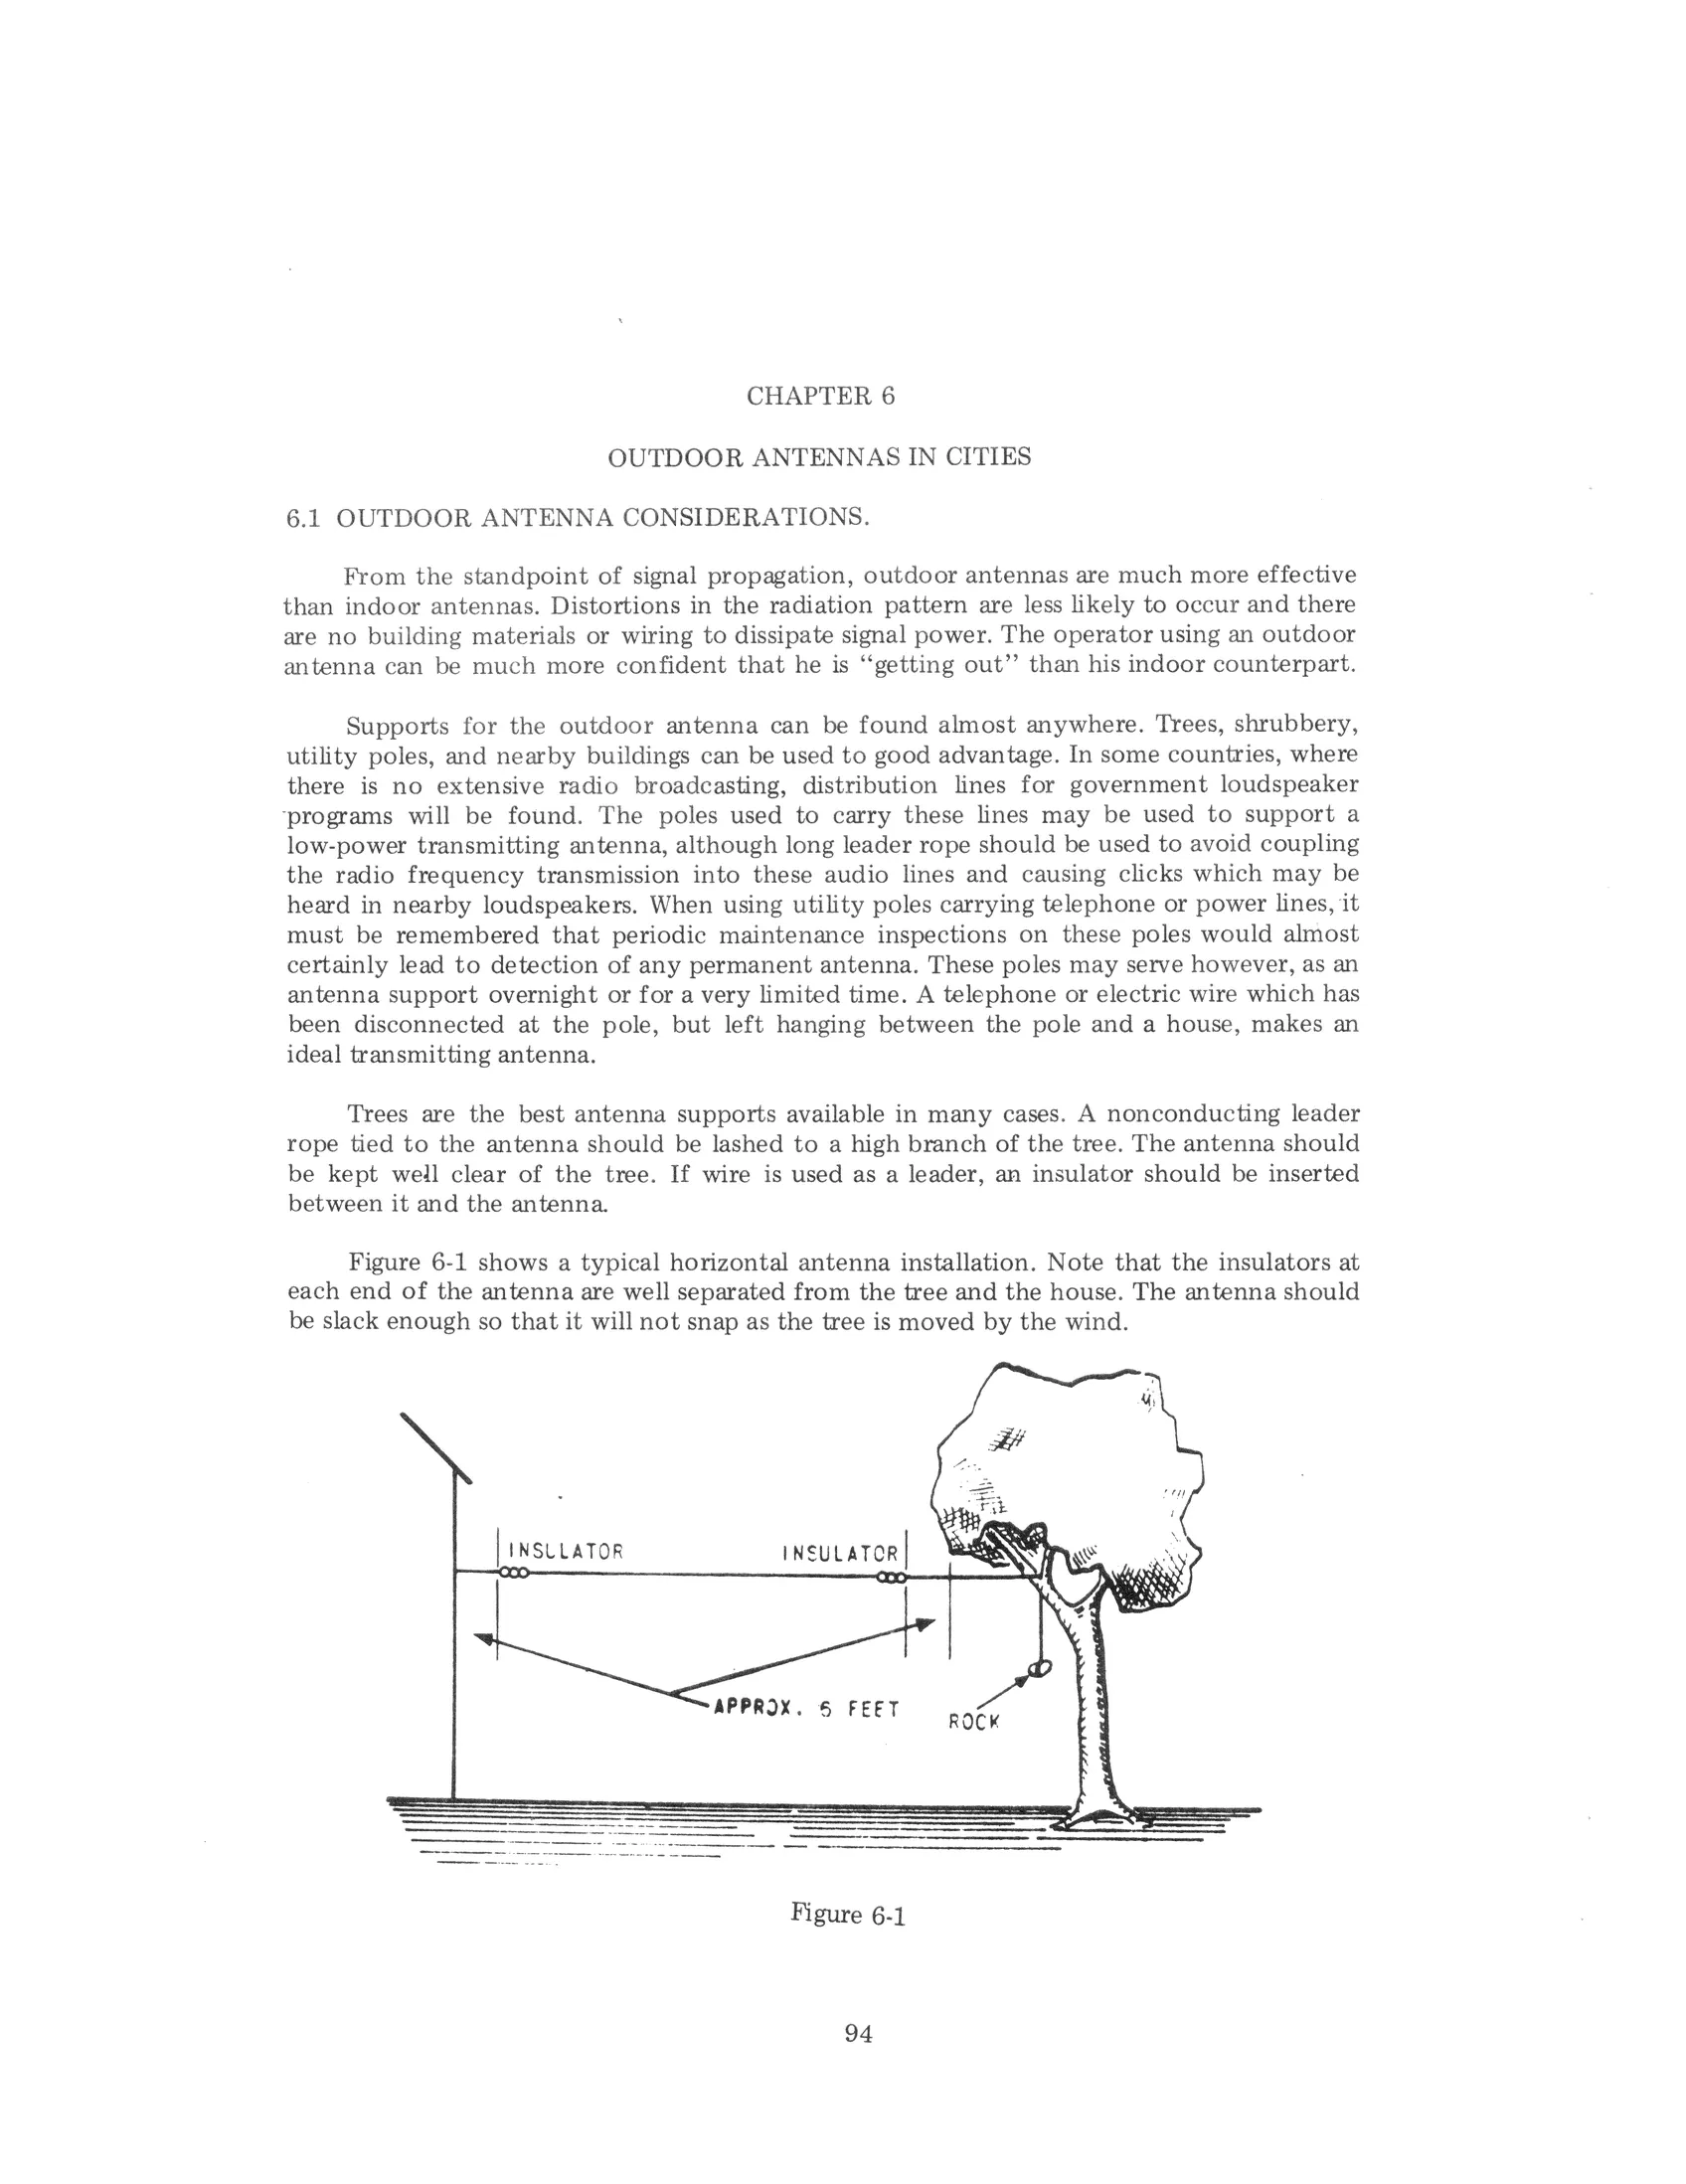 CHAPTER 6
OUTDOOR ANTENNAS IN CITIES
6.1 OUTDOOR ANTENNA CONSIDERATIONS.
From the standpoint of signal propagation, outdoor antennas are much more effective
than indoor antennas. Distortions in the radiation pattern are less likely to occur and there
are no building materials or wiring to dissipate signal power. The operator using an outdoor
antenna can be much more confident that he is “getting out” than his indoor counterpart.
Supports for the outdoor antenna can be found almost anywhere. Trees, shrubbery,
utility poles, and nearby buildings can be used to good advantage. In some countries, where
there is no extensive radio broadcasting, distribution lines for government loudspeaker
programs will be found. The poles used to carry these lines may be used to support a
low-power transmitting antenna, although long leader rope should be used to avoid coupling
the radio frequency transmission into these audio lines and causing clicks which may be
heard in nearby loudspeakers. When using utility poles carrying telephone or power lines, it
must be remembered that periodic maintenance inspections on these poles would almost
certainly lead to detection of any permanent antenna. These poles may serve however, as an
antenna support overnight or for a very limited time. A telephone or electric wire which has
been disconnected at the pole, but left hanging between the pole and a house, makes an
ideal transmitting antenna.
Trees are the best antenna supports available in many cases. A nonconducting leader
rope tied to the antenna should be lashed to a high branch of the tree. The antenna should
be kept well clear of the tree. If wire is used as a leader, an insulator should be inserted
between it and the antenna.
Figure 6-1 shows a typical horizontal antenna installation. Note that the insulators at
each end of the antenna are well separated from the tree and the house. The antenna should
be slack enough so that it will not snap as the tree is moved by the wind.
INSULATOR INSULATOR
APPROX. FEET
ROCK
Figure 6-1
94